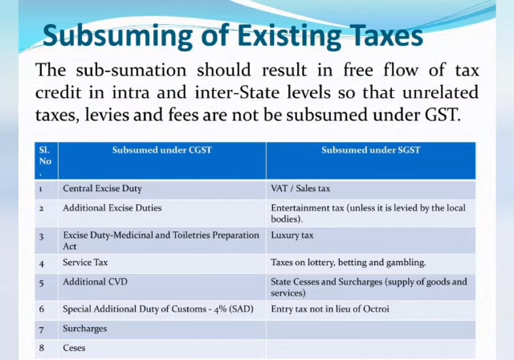 Subsuming of Existing Taxes
The sub-sumation should result in free flow of tax
credit in intra and inter-State levels so that unrelated
taxes, levies and fees are not be subsumed under GST.
Sl. No . Subsumed under CGST Subsumed under SGST
1 Central Excise Duty VAT / Sales tax
2 Additional Excise Duties Entertainment tax (unless it is levied by the local
bodies).
3 Excise Duty-Medicinal and Toiletries Preparation Luxury tax
Act
4 Service Tax Taxes on lottery, betting and gambling.
5 Additional CVD State Cesses and Surcharges (supply of goods and
services)
6 Special Additional Duty of Customs - 4% (SAD) Entry tax not in lieu of Octroi
7 Surcharges
8 Ceses